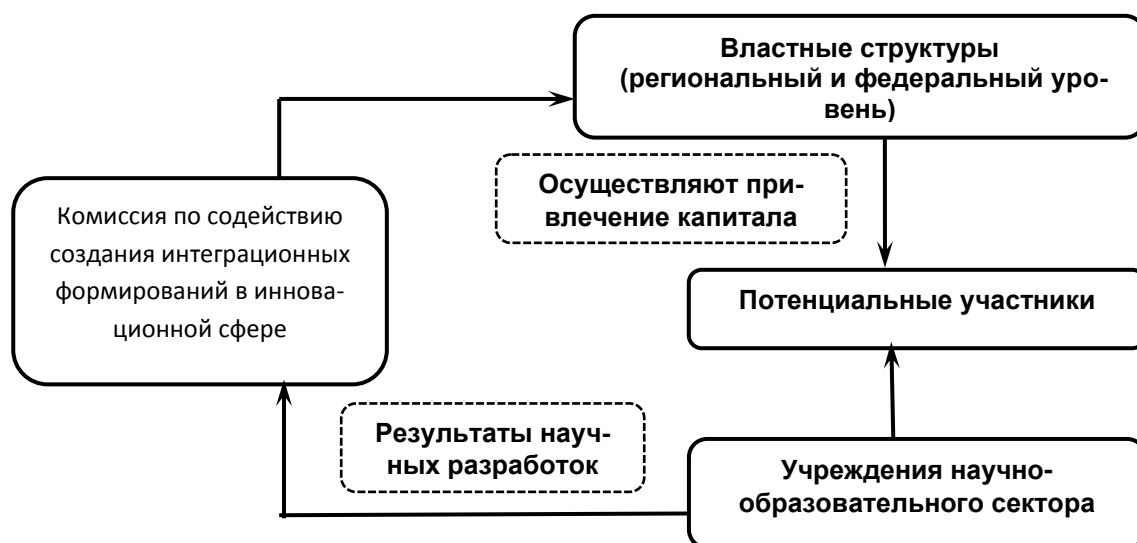 Властные структуры
(региональный и федеральный уро-
вень)
Осуществляют при-
влечение капитала
Комиссия по содействию
создания интеграционных
формирований в иннова-
ционной сфере
Потенциальные участники
Результаты науч-
ных разработок
Учреждения научно-
образовательного сектора